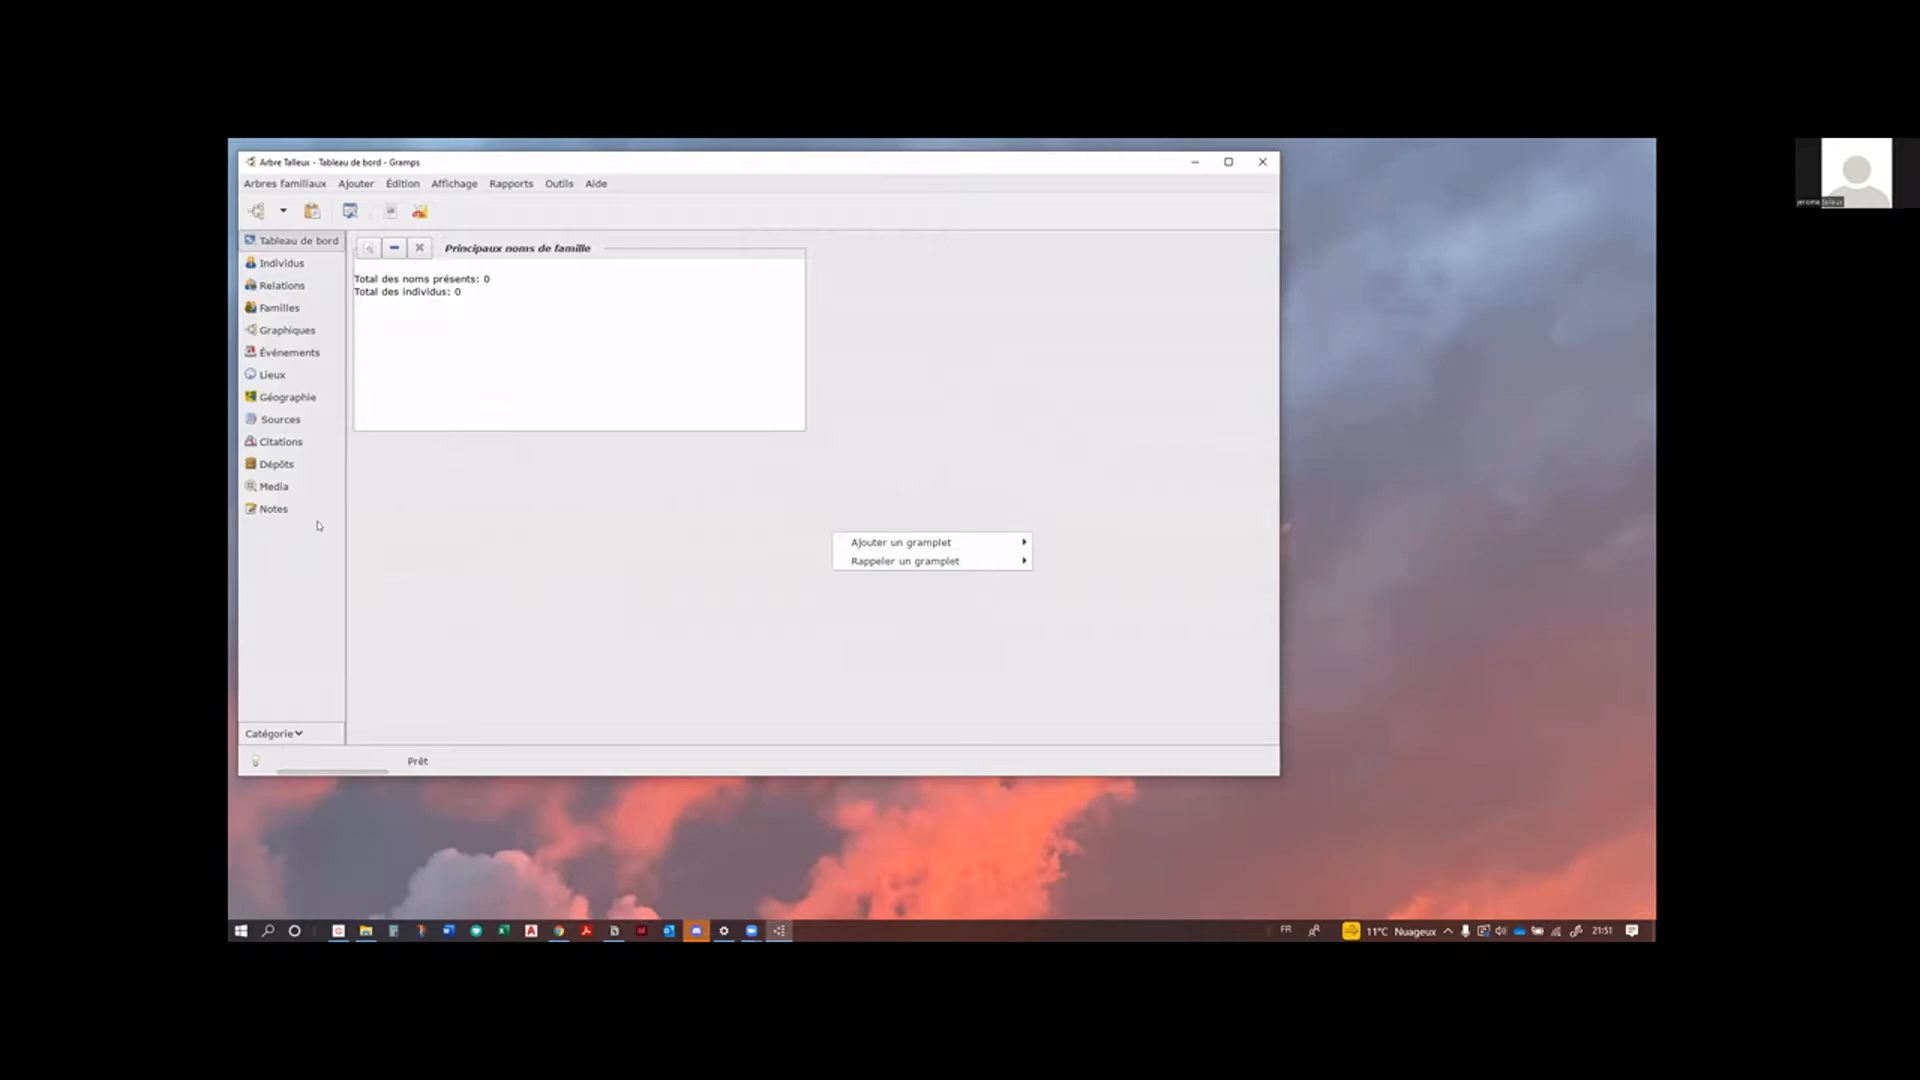 Arbre Talleux - Tableau de bord - Gramps
Arbres familiaux Ajouter Édition Affichage Rapports Outils Aide
Tableau de bord
Individus
Relations
Familles
Graphiques
Événements
Lieux
Géographie
Sources
Citations
Dépôts
Media
Notes
Catégorie
Principaux noms de famille
Total des noms présents: 0
Total des individus: 0
Ajouter un gramplet
Rappeler un gramplet
Prêt
FR
11°C Nuageux
21:51
jerome talleux